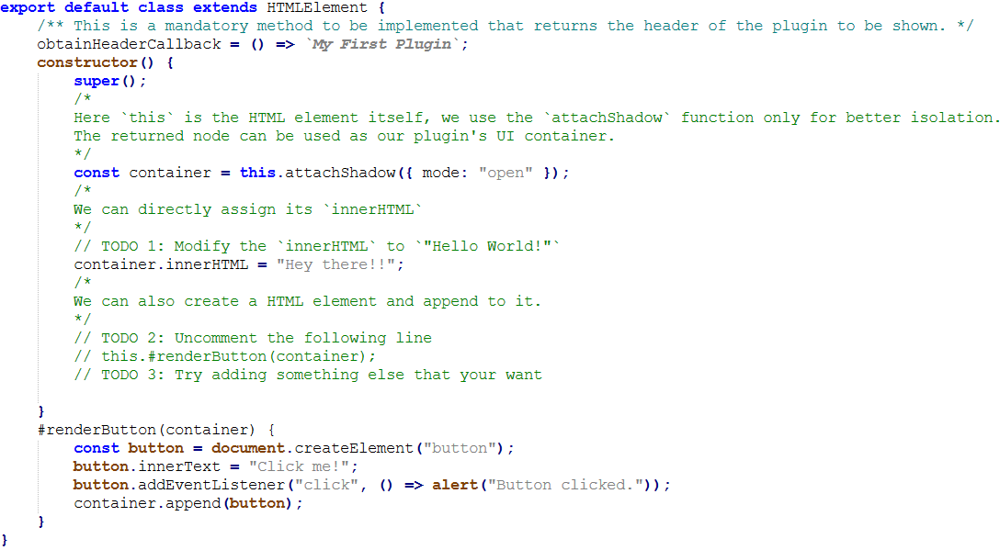 export default class extends HTMLElement {
    /** This is a mandatory method to be implemented that returns the header of the plugin to be shown. */
    obtainHeaderCallback = () => `My First Plugin`;
    constructor() {
        super();
        /*
        Here `this` is the HTML element itself, we use the `attachShadow` function only for better isolation.
        The returned node can be used as our plugin's UI container.
        */
        const container = this.attachShadow({ mode: "open" });
        /*
        We can directly assign its `innerHTML`
        */
        // TODO 1: Modify the `innerHTML` to `"Hello World!"`
        container.innerHTML = "Hey there!!";
        /*
        We can also create a HTML element and append to it.
        */
        // TODO 2: Uncomment the following line
        // this.#renderButton(container);
        // TODO 3: Try adding something else that your want

    }
    #renderButton(container) {
        const button = document.createElement("button");
        button.innerText = "Click me!";
        button.addEventListener("click", () => alert("Button clicked."));
        container.append(button);
    }
}